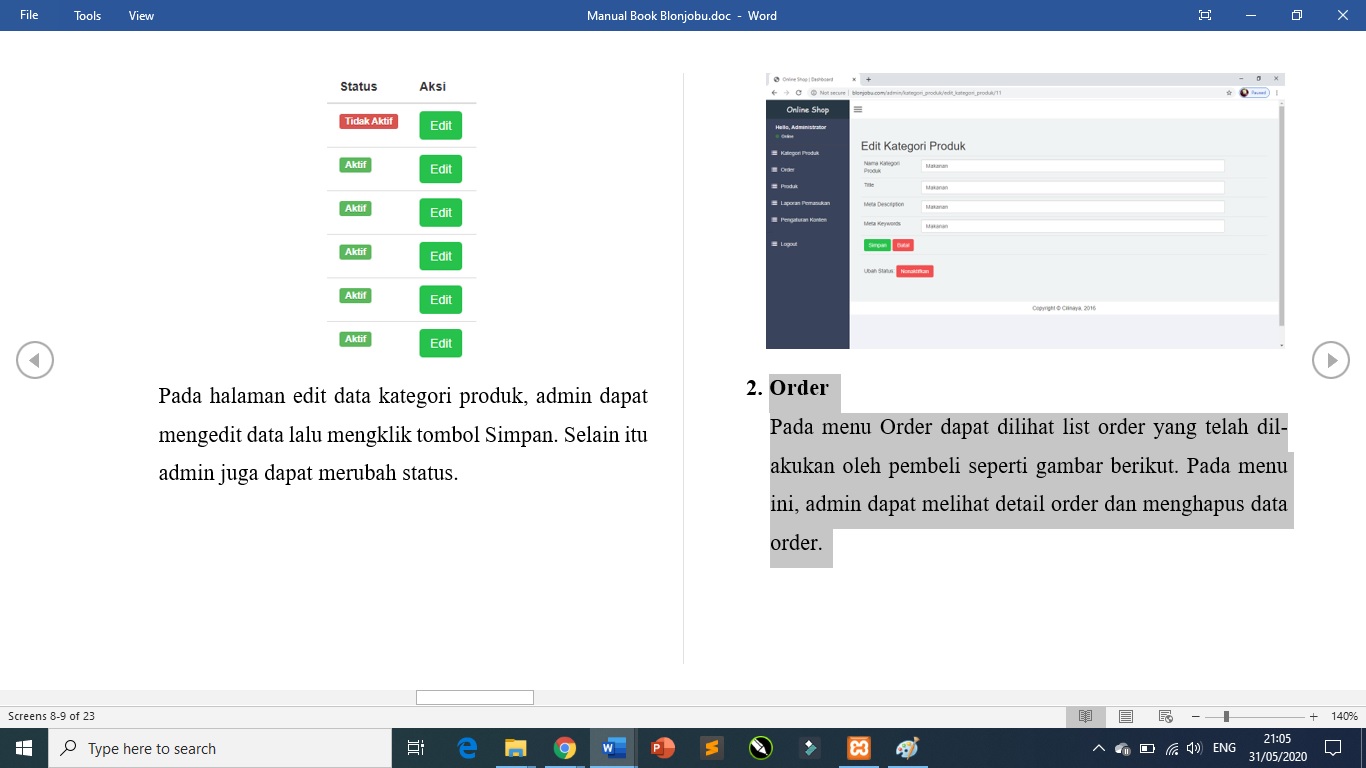 File Tools View
Manual Book Blonjobu.doc - Word
Status Aksi
Tidak Aktif Edit
Aktif Edit
Aktif Edit
Aktif Edit
Aktif Edit
Aktif Edit
Pada halaman edit data kategori produk, admin dapat
mengedit data lalu mengklik tombol Simpan. Selain itu
admin juga dapat merubah status.
Online Shop | Dashboard
Not secure | blonjobu.com/admin/kategori_produk/edit_kategori_produk/11
Paused
Online Shop
Hello, Administrator
Online
Kategori Produk
Order
Produk
Laporan Pemasukan
Pengaturan Konten
Logout
Edit Kategori Produk
Nama Kategori
Produk
Makanan
Title
Makanan
Meta Description
Makanan
Meta Keywords
Makanan
Simpan Batal
Ubah Status: Nonaktifkan
2. Order
Pada menu Order dapat dilihat list order yang telah dil-
akukan oleh pembeli seperti gambar berikut. Pada menu
ini, admin dapat melihat detail order dan menghapus data
order.
Screens 8-9 of 23
140%
Type here to search
ENG
21:05
31/05/2020